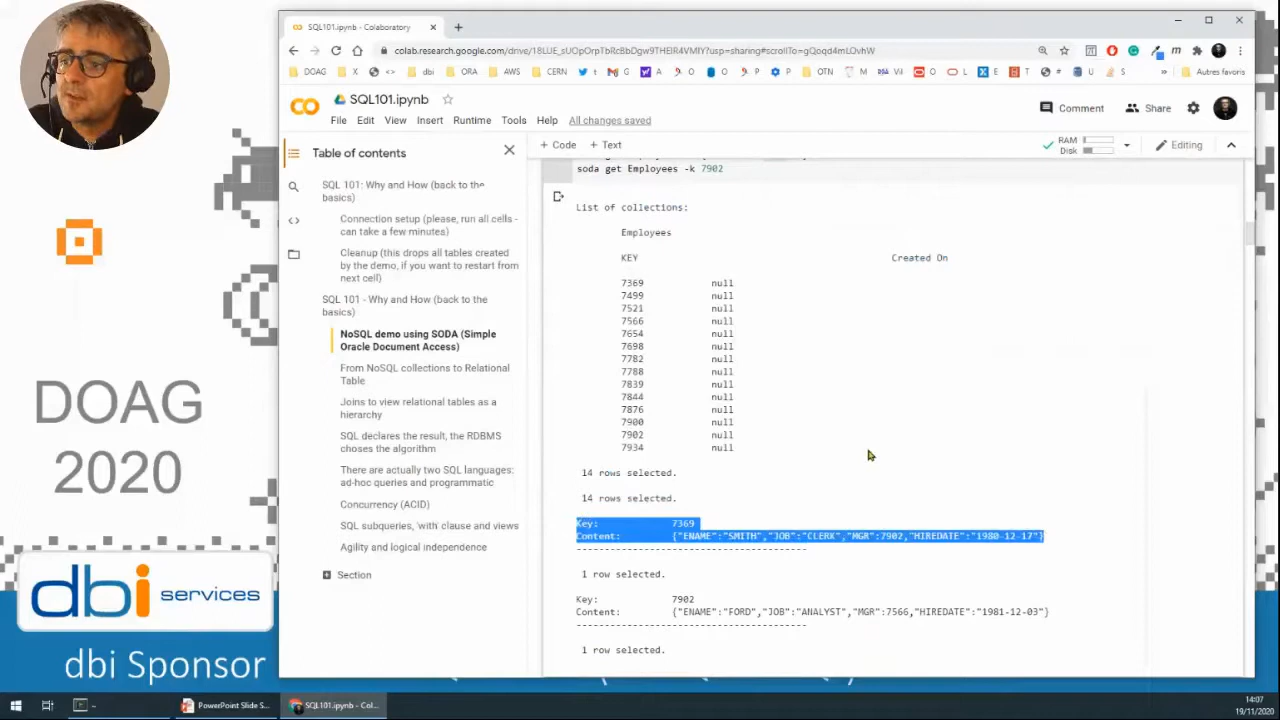 SQL101.ipynb - Colaboratory
colab.research.google.com/drive/18LUE_sUOpOrpTbRcBbDgw9THElR4VMIY?usp=sharing#scrollTo=gQoqd4mLQvhW
DOAG
X
<>
dbi
ORA
AWS
CERN
t
G
A
O
O
P
P
OTN
M
VU
O
L
E
T
#
U
S
»
Autres favoris
SQL101.ipynb
Comment
Share
File Edit View Insert Runtime Tools Help All changes saved
Table of contents
+ Code + Text
RAM
Disk
Editing
SQL 101: Why and How (back to the
basics)
Connection setup (please, run all cells -
can take a few minutes)
Cleanup (this drops all tables created
by the demo, if you want to restart from
next cell)
SQL 101 - Why and How (back to the
basics)
NoSQL demo using SODA (Simple
Oracle Document Access)
From NoSQL collections to Relational
Table
Joins to view relational tables as a
hierarchy
SQL declares the result, the RDBMS
choses the algorithm
There are actually two SQL languages:
ad-hoc queries and programmatic
Concurrency (ACID)
SQL subqueries, 'with' clause and views
Agility and logical independence
Section
soda get Employees -k 7902
List of collections:
Employees
KEY Created On
7369 null
7499 null
7521 null
7566 null
7654 null
7698 null
7782 null
7788 null
7839 null
7844 null
7876 null
7900 null
7902 null
7934 null
14 rows selected.
14 rows selected.
Key: 7369
Content: {"ENAME":"SMITH","JOB":"CLERK","MGR":7902,"HIREDATE":"1980-12-17"}
----------------------------------------
1 row selected.
Key: 7902
Content: {"ENAME":"FORD","JOB":"ANALYST","MGR":7566,"HIREDATE":"1981-12-03"}
----------------------------------------
1 row selected.
DOAG
2020
dbi services
dbi Sponsor
PowerPoint Slide S...
SQL101.ipynb - Col...
14:07
19/11/2020